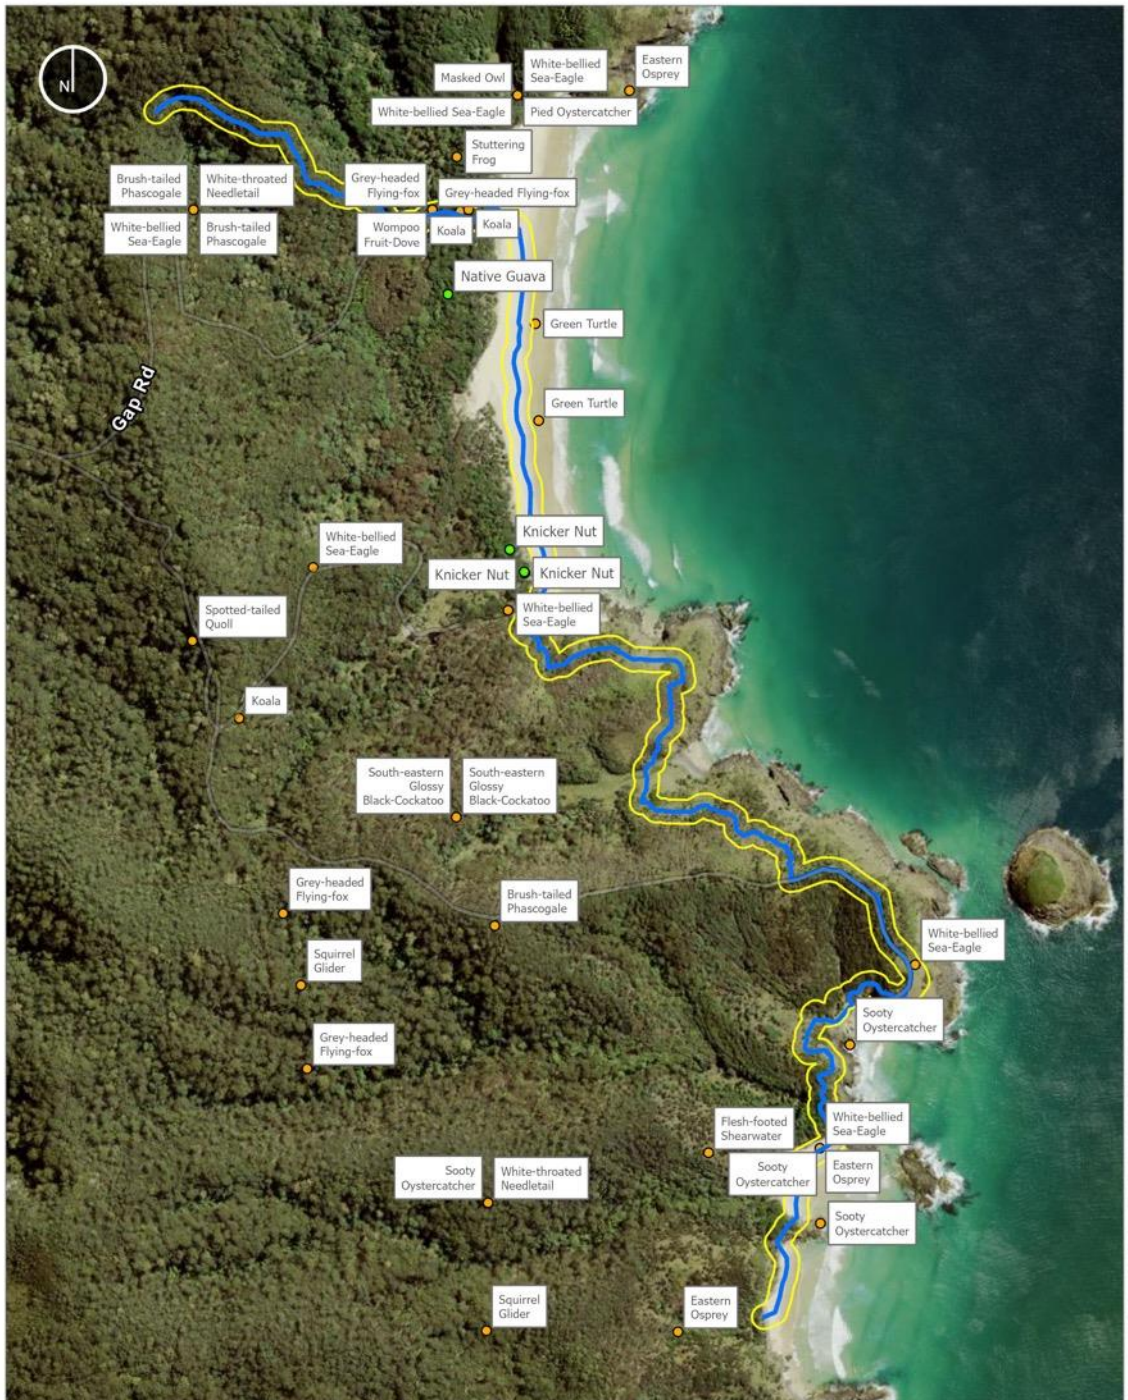 N
White-bellied
Sea-Eagle
Eastern
Osprey
Masked Owl
White-bellied Sea-Eagle
Pied Oystercatcher
Stuttering
Frog
Brush-tailed
Phascogale
White-throated
Needletail
Grey-headed
Flying-fox
Grey-headed Flying-fox
White-bellied
Sea-Eagle
Brush-tailed
Phascogale
Wompoo
Fruit-Dove
Koala
Koala
Native Guava
Green Turtle
Gap Rd
Green Turtle
Knicker Nut
White-bellied
Sea-Eagle
Knicker Nut
Knicker Nut
Spotted-tailed
Quoll
White-bellied
Sea-Eagle
Koala
South-eastern
Glossy
Black-Cockatoo
South-eastern
Glossy
Black-Cockatoo
Grey-headed
Flying-fox
Brush-tailed
Phascogale
White-bellied
Sea-Eagle
Squirrel
Glider
Sooty
Oystercatcher
Grey-headed
Flying-fox
Flesh-footed
Shearwater
White-bellied
Sea-Eagle
Sooty
Oystercatcher
White-throated
Needletail
Sooty
Oystercatcher
Eastern
Osprey
Sooty
Oystercatcher
Squirrel
Glider
Eastern
Osprey